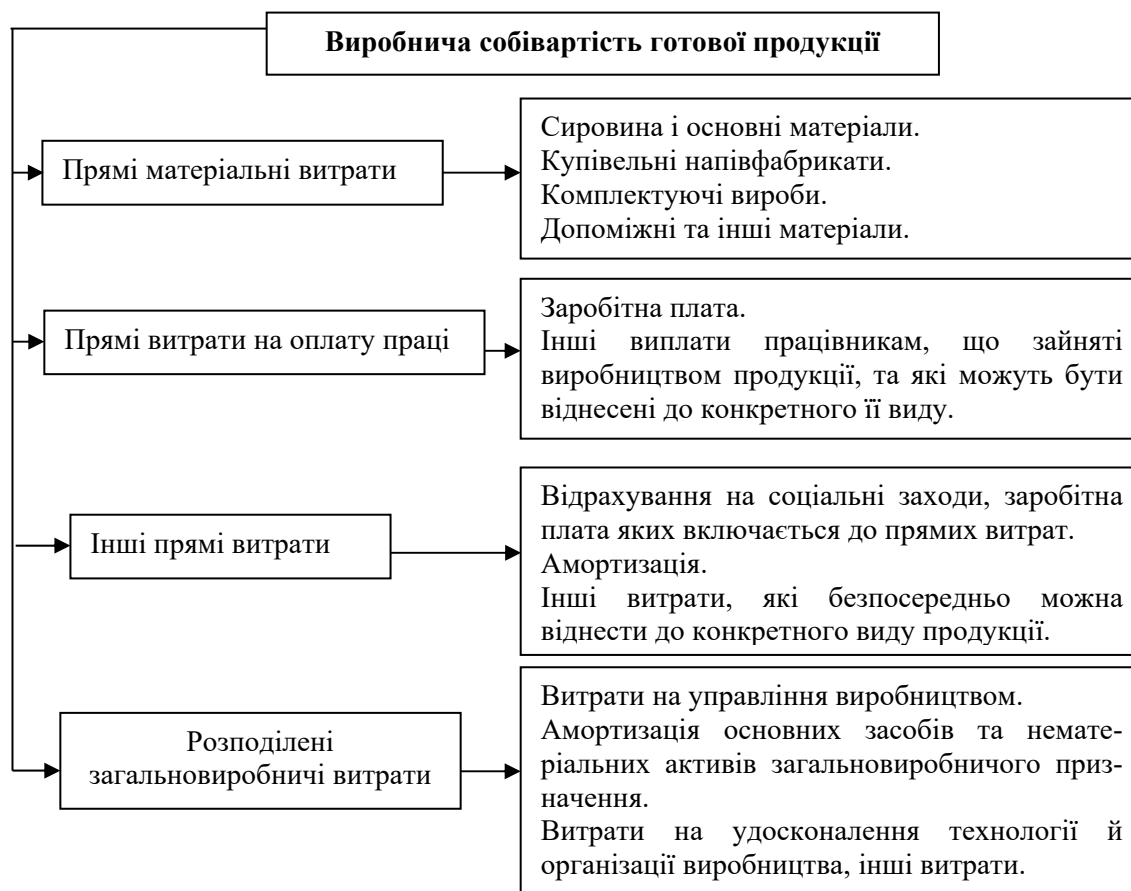 Виробнича собівартість готової продукції
Прямі матеріальні витрати
Сировина і основні матеріали.
Купівельні напівфабрикати.
Комплектуючі вироби.
Допоміжні та інші матеріали.
Прямі витрати на оплату праці
Заробітна плата.
Інші виплати працівникам, що зайняті
виробництвом продукції, та які можуть бути
віднесені до конкретного її виду.
Інші прямі витрати
Відрахування на соціальні заходи, заробітна
плата яких включається до прямих витрат.
Амортизація.
Інші витрати, які безпосередньо можна
віднести до конкретного виду продукції.
Розподілені
загальновиробничі витрати
Витрати на управління виробництвом.
Амортизація основних засобів та немате-
ріальних активів загальновиробничого приз-
начення.
Витрати на удосконалення технології й
організації виробництва, інші витрати.